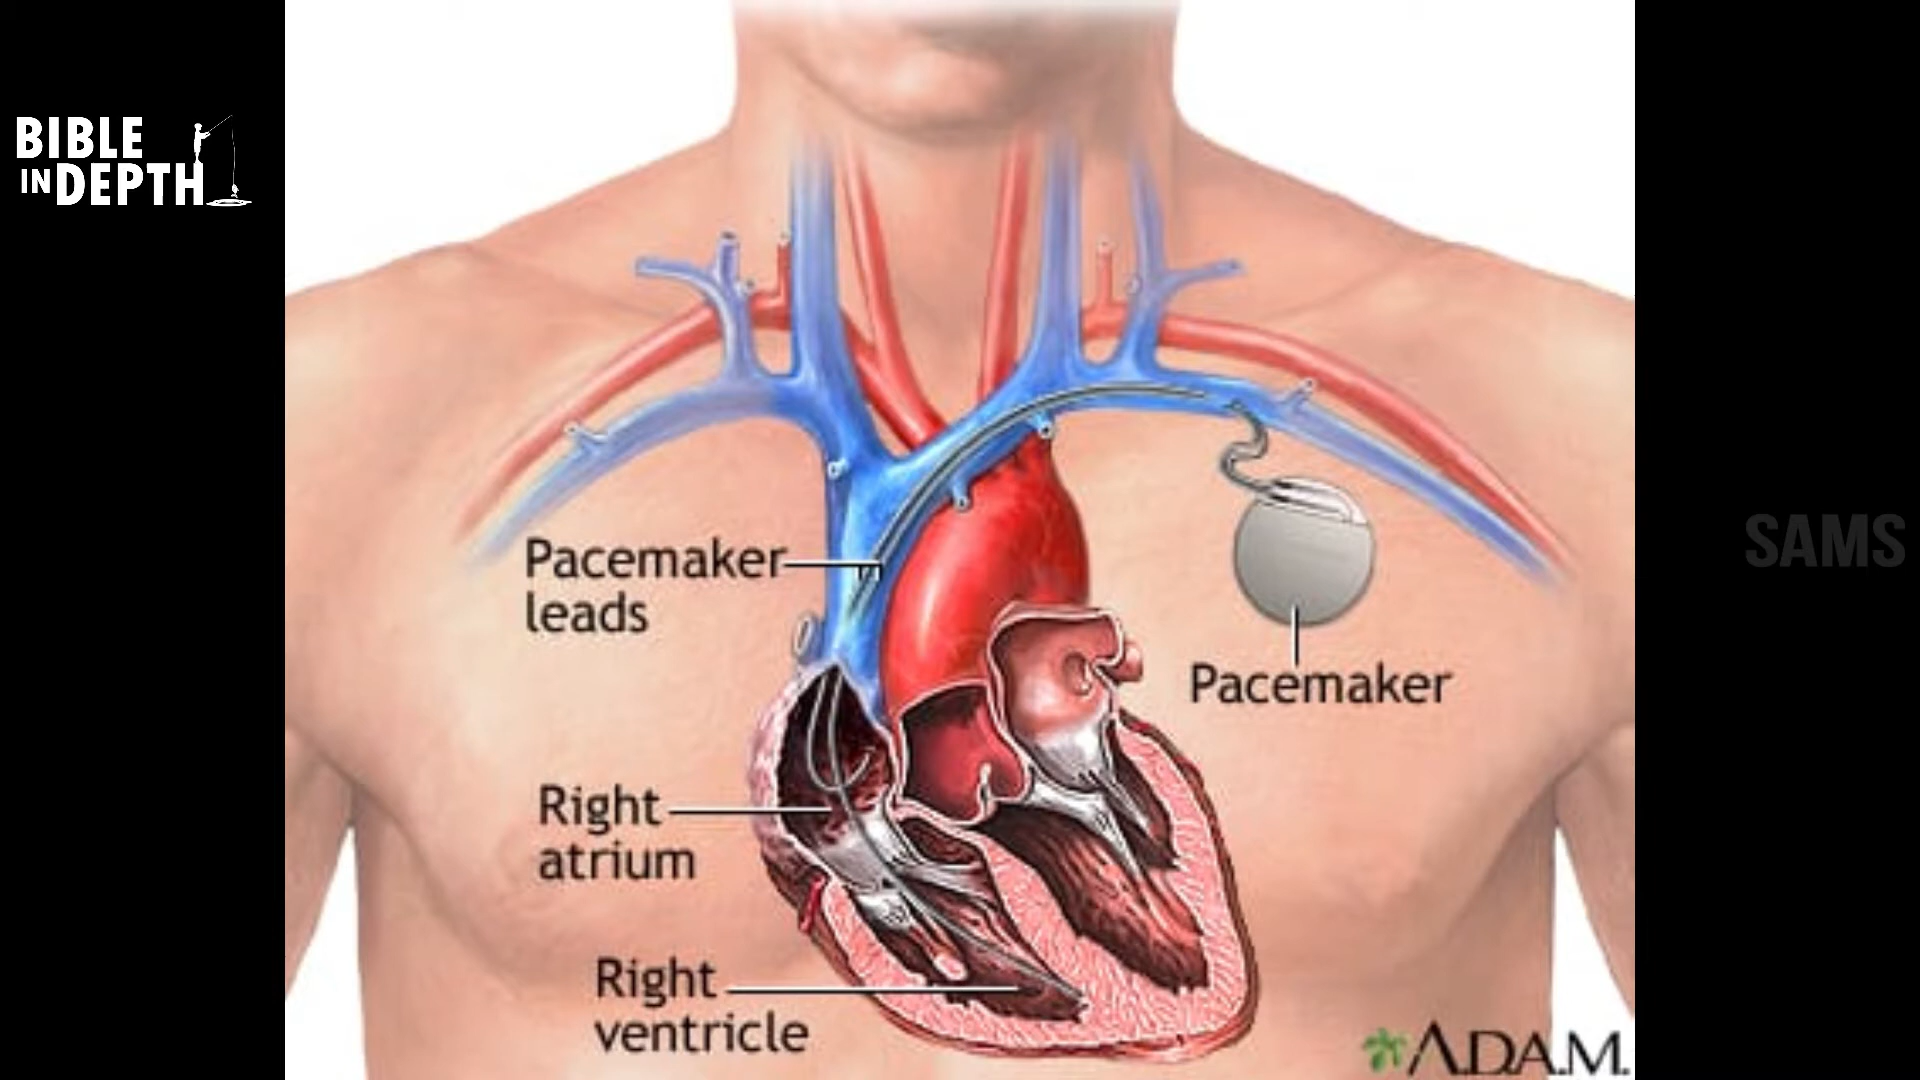 BIBLE
IN DEPTH
Pacemaker
leads
SAMS
Pacemaker
Right
atrium
Right
ventricle
A.D.A.M.